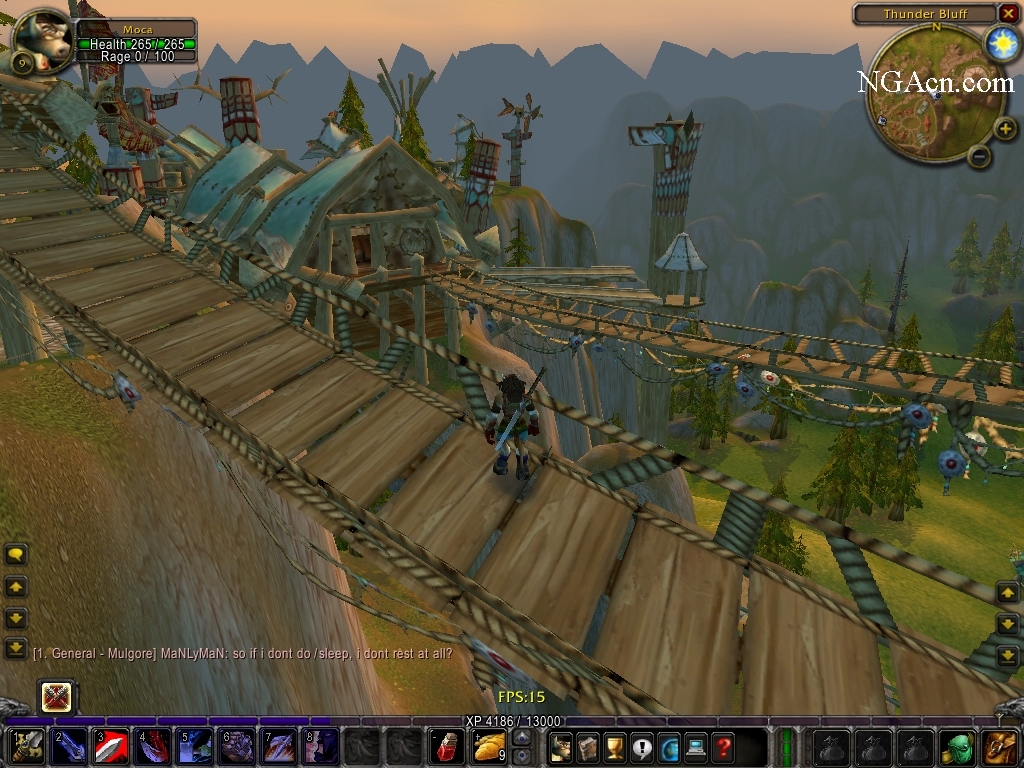 Moca
Health 265 / 265
Rage 0 / 100
9
Thunder Bluff
N
NGAcn.com
[1. General - Mulgore] MaNLyMaN: so if i dont do /sleep, i dont rest at all?
FPS:15
XP 4186 / 13000
1 2 3 4 5 6 7 8
9